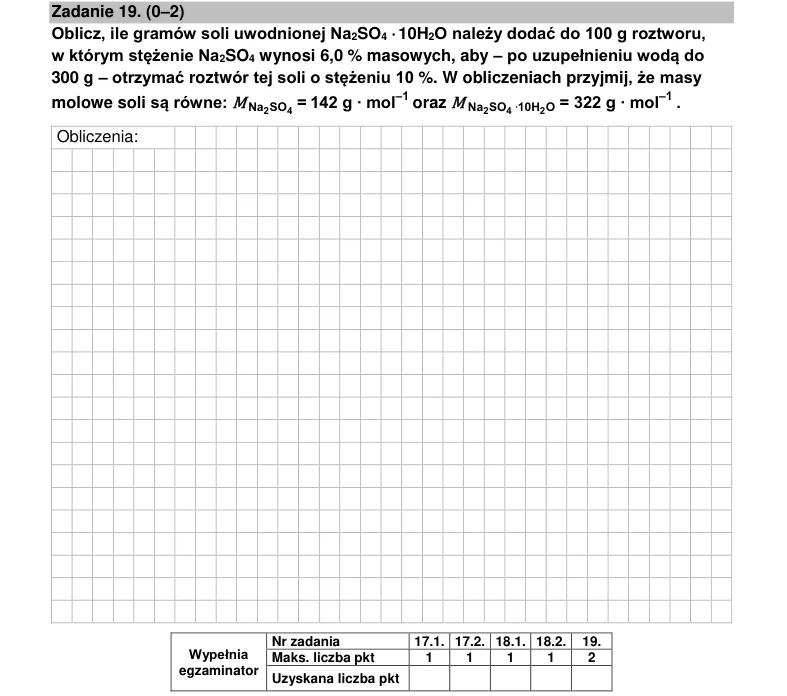 Zadanie 19. (0–2)
Oblicz, ile gramów soli uwodnionej Na₂SO₄ · 10H₂O należy dodać do 100 g roztworu,
w którym stężenie Na₂SO₄ wynosi 6,0 % masowych, aby – po uzupełnieniu wodą do
300 g – otrzymać roztwór tej soli o stężeniu 10 %. W obliczeniach przyjmij, że masy
molowe soli są równe: M Na₂SO₄ = 142 g · mol⁻¹ oraz M Na₂SO₄ ·10H₂O = 322 g · mol⁻¹ .
Obliczenia:
Wypełnia egzaminator
Nr zadania 17.1. 17.2. 18.1. 18.2. 19.
Maks. liczba pkt 1 1 1 1 2
Uzyskana liczba pkt